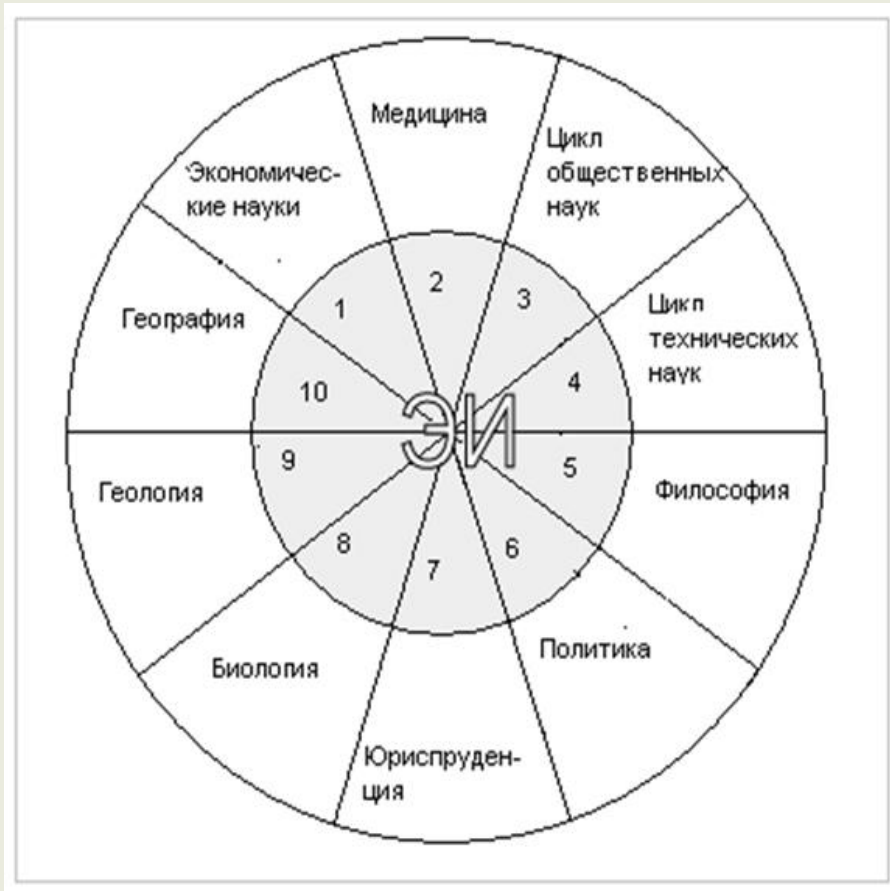 Медицина
Цикл
общественных
наук
Экономичес-
кие науки
География
Цикл
технических
наук
1
2
3
4
10
ЭИ
9
5
8
7
6
Геология
Философия
Биология
Политика
Юриспруден-
ция